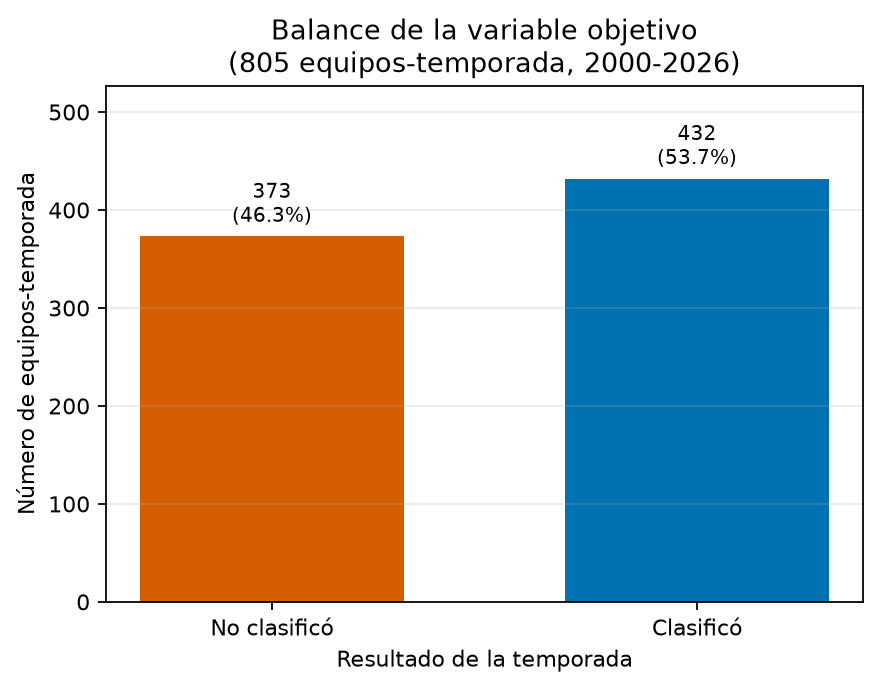 Balance de la variable objetivo
(805 equipos-temporada, 2000-2026)
Número de equipos-temporada
500
400
300
200
100
0
373
(46.3%)
432
(53.7%)
No clasificó
Clasificó
Resultado de la temporada